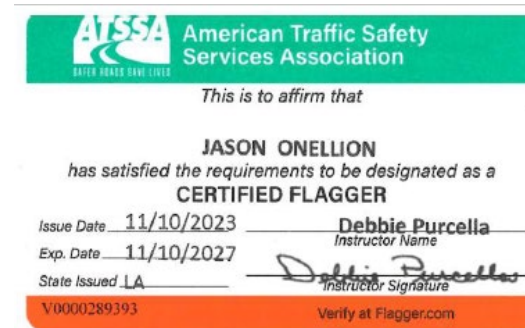 ATSSA
SAFER ROADS SAVE LIVES
American Traffic Safety
Services Association
This is to affirm that
JASON ONELLION
has satisfied the requirements to be designated as a
CERTIFIED FLAGGER
Issue Date 11/10/2023
Debbie Purcella
Instructor Name
Exp. Date 11/10/2027
Debbie Purcella
State Issued LA
Instructor Signature
V0000289393
Verify at Flagger.com